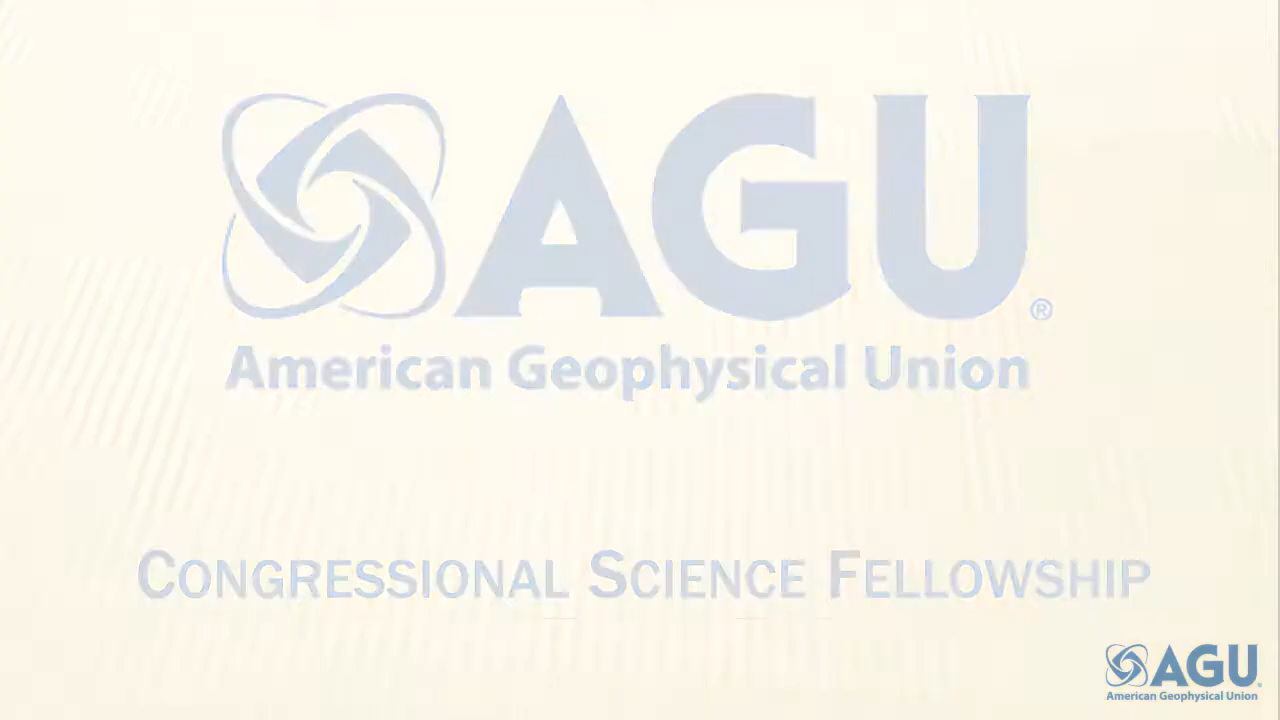 AGU®
American Geophysical Union
CONGRESSIONAL SCIENCE FELLOWSHIP
AGU
American Geophysical Union